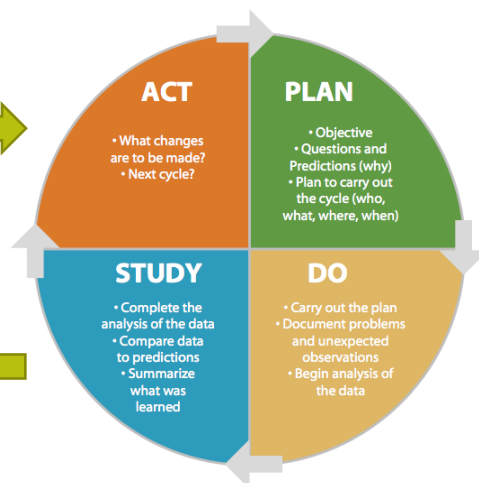 ACT
• What changes
are to be made?
• Next cycle?
PLAN
• Objective
• Questions and
Predictions (why)
• Plan to carry out
the cycle (who,
what, where, when)
STUDY
• Complete the
analysis of the data
• Compare data
to predictions
• Summarize
what was
learned
DO
• Carry out the plan
• Document problems
and unexpected
observations
• Begin analysis of
the data